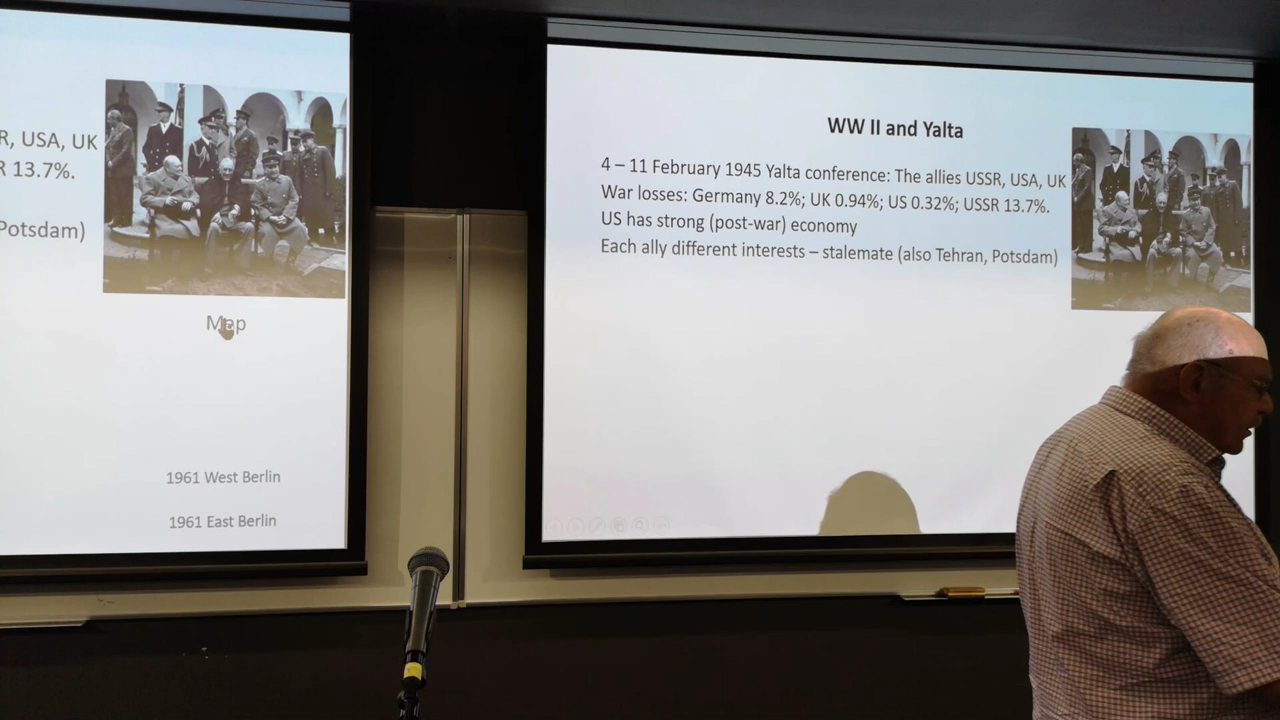 R, USA, UK
R 13.7%.
Potsdam)
Map
1961 West Berlin
1961 East Berlin
WW II and Yalta
4 – 11 February 1945 Yalta conference: The allies USSR, USA, UK
War losses: Germany 8.2%; UK 0.94%; US 0.32%; USSR 13.7%.
US has strong (post-war) economy
Each ally different interests – stalemate (also Tehran, Potsdam)